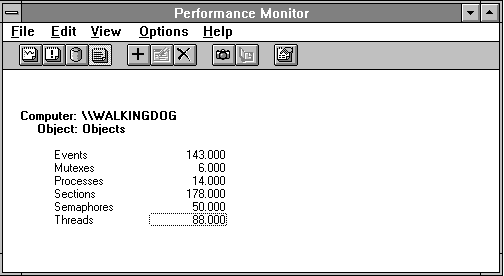 Performance Monitor
File Edit View Options Help
Computer: \\WALKINGDOG
Object: Objects
Events 143.000
Mutexes 6.000
Processes 14.000
Sections 178.000
Semaphores 50.000
Threads 88.000